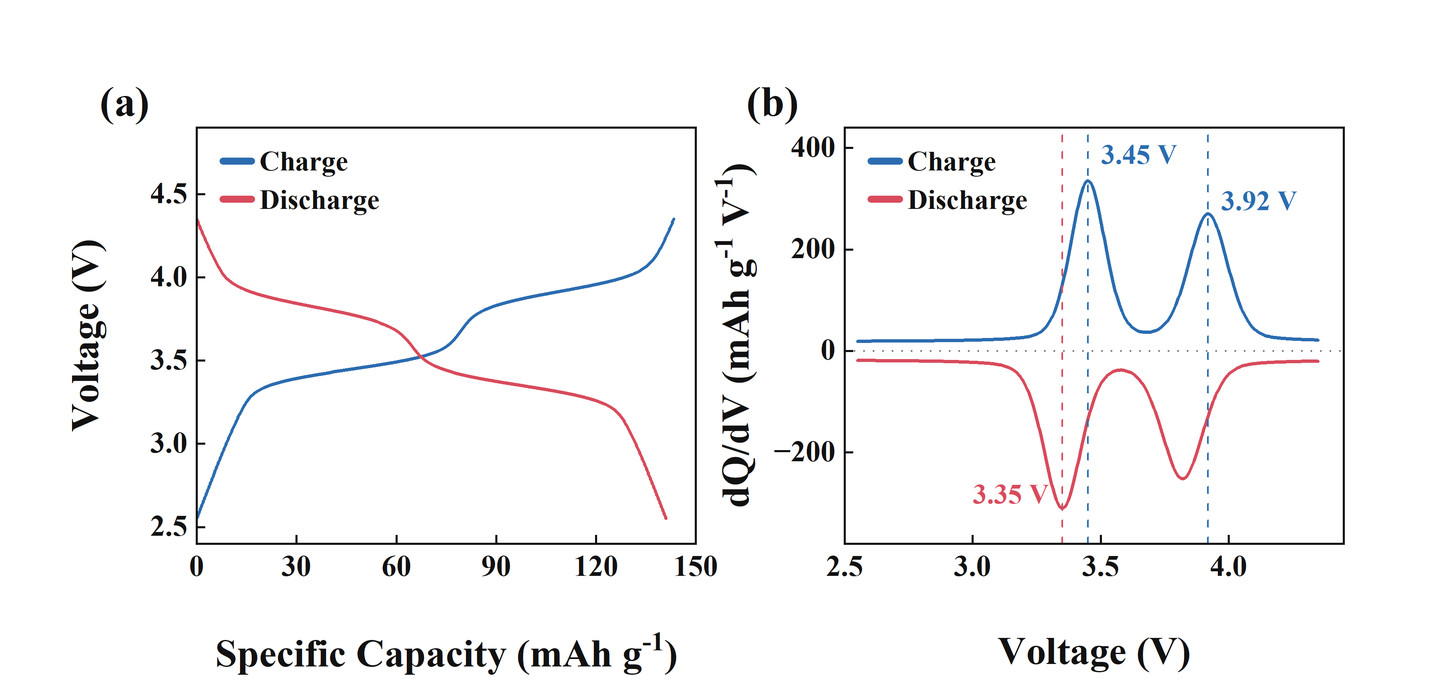 (a)
Charge
Discharge
4.5
4.0
3.5
3.0
2.5
0 30 60 90 120 150
Voltage (V)
Specific Capacity (mAh g-1)
(b)
Charge
Discharge
3.45 V
3.92 V
3.35 V
400
200
0
−200
2.5 3.0 3.5 4.0
dQ/dV (mAh g-1 V-1)
Voltage (V)